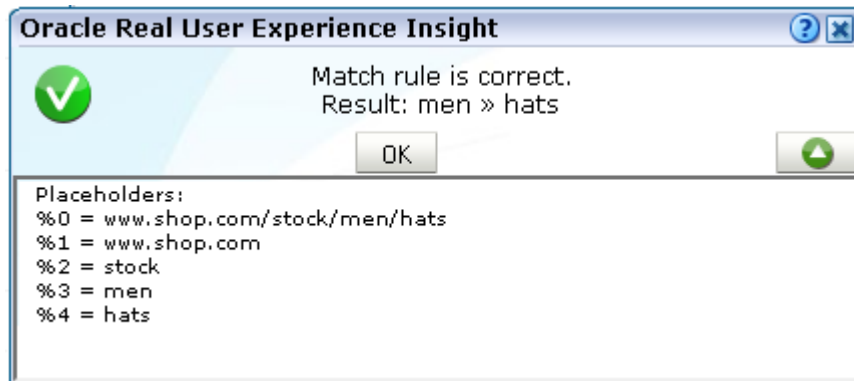 Oracle Real User Experience Insight
Match rule is correct.
Result: men » hats
OK
Placeholders:
%0 = www.shop.com/stock/men/hats
%1 = www.shop.com
%2 = stock
%3 = men
%4 = hats